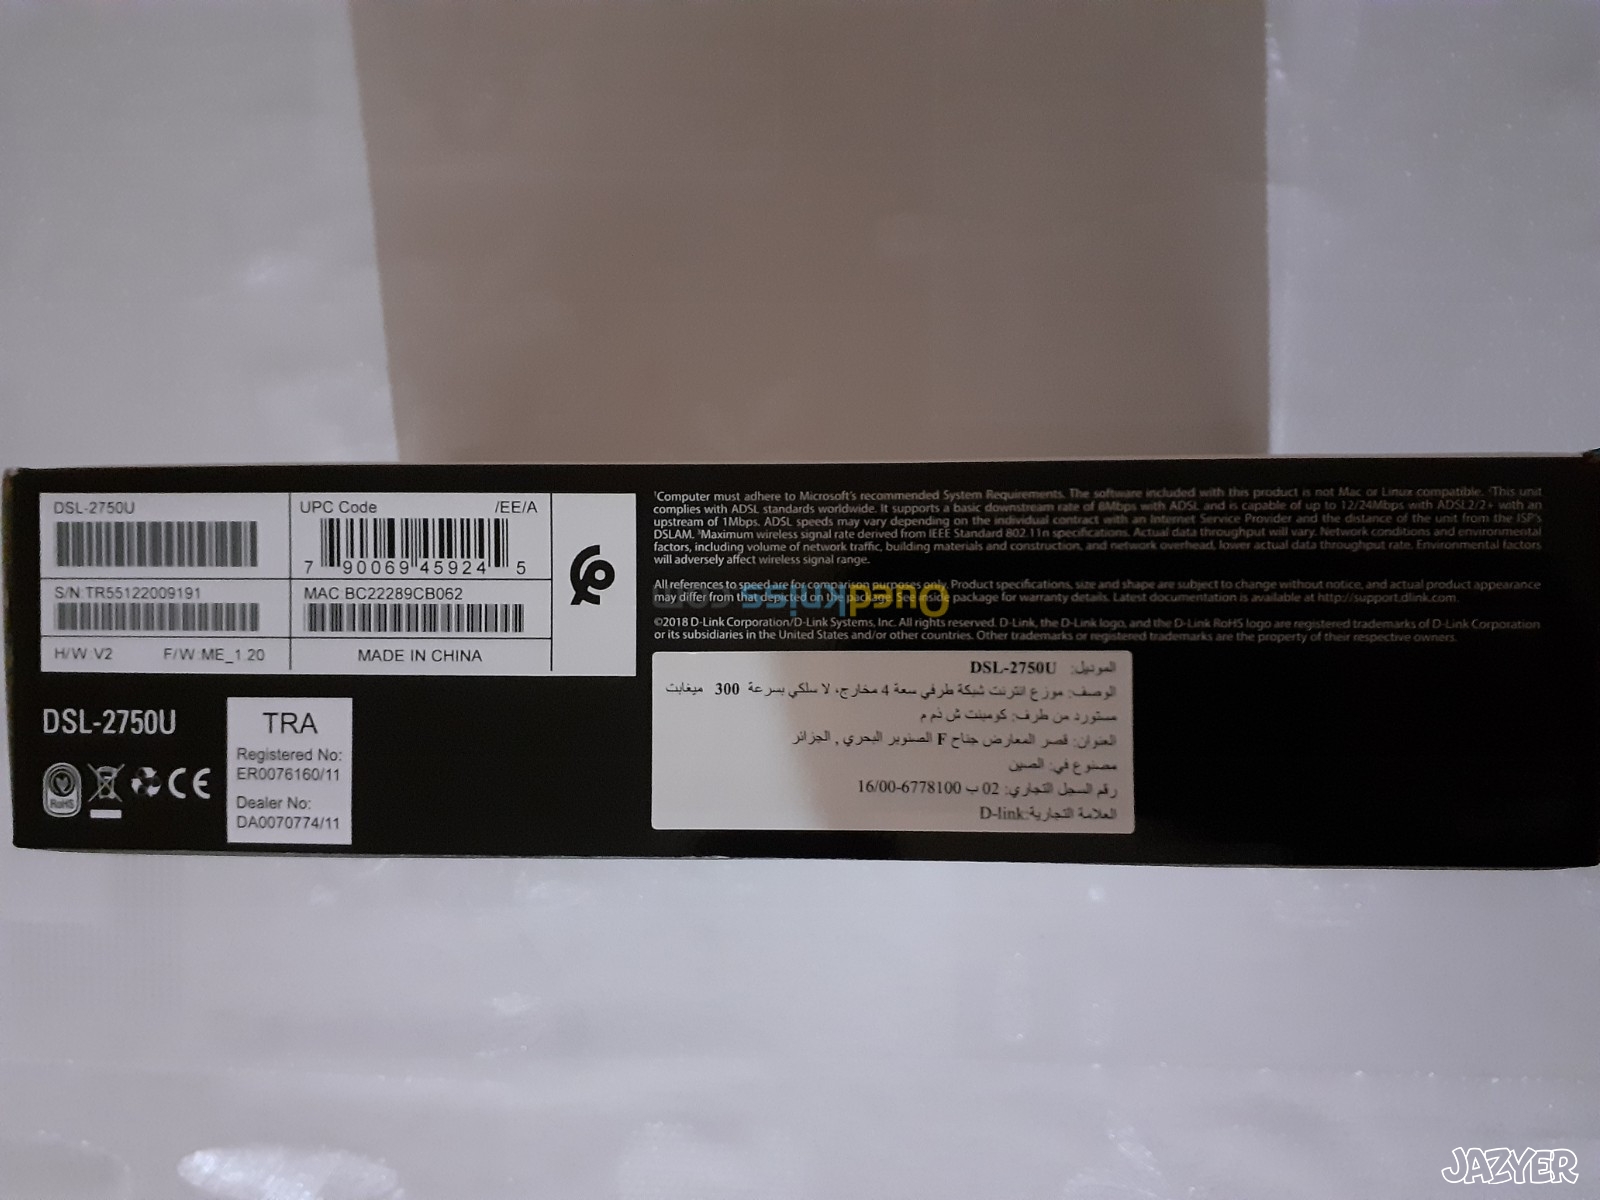 DSL-2750U
UPC Code /EE/A
7 90069 45924 5
S/N TR55122009191
MAC BC22289CB062
H/W:V2 F/W:ME_1 20
MADE IN CHINA
DSL-2750U
RoHS
CE
TRA
Registered No:
ER0076160/11
Dealer No:
DA0070774/11
¹Computer must adhere to Microsoft's recommended System Requirements. The software included with this product is not Mac or Linux compatible. ²This unit
complies with ADSL standards worldwide. It supports a basic downstream rate of 8Mbps with ADSL and is capable of up to 12/24Mbps with ADSL2/2+ with an
upstream of 1Mbps. ADSL speeds may vary depending on the individual contract with an Internet Service Provider and the distance of the unit from the ISP's
DSLAM. ³Maximum wireless signal rate derived from IEEE Standard 802.11n specifications. Actual data throughput will vary. Network conditions and environmental
factors, including volume of network traffic, building materials and construction, and network overhead, lower actual data throughput rate. Environmental factors
will adversely affect wireless signal range.
All references to speed are for comparison purposes only. Product specifications, size and shape are subject to change without notice, and actual product appearance
may differ from that depicted on the package. See inside package for warranty details. Latest documentation is available at http://support.dlink.com.
©2018 D-Link Corporation/D-Link Systems, Inc. All rights reserved. D-Link, the D-Link logo, and the D-Link RoHS logo are registered trademarks of D-Link Corporation
or its subsidiaries in the United States and/or other countries. Other trademarks or registered trademarks are the property of their respective owners.
الموديل: DSL-2750U
الوصف: موزع انترنت شبكة طرفي سعة 4 مخارج، لا سلكي بسرعة 300 ميغابت
مستورد من طرف: كومبنت ش ذم م
العنوان: قصر المعارض جناح F الصنوبر البحري , الجزائر
مصنوع في: الصين
رقم السجل التجاري: 02 ب 6778100-16/00
العلامة التجارية:D-link
Ouedkniss.com
JAZYER